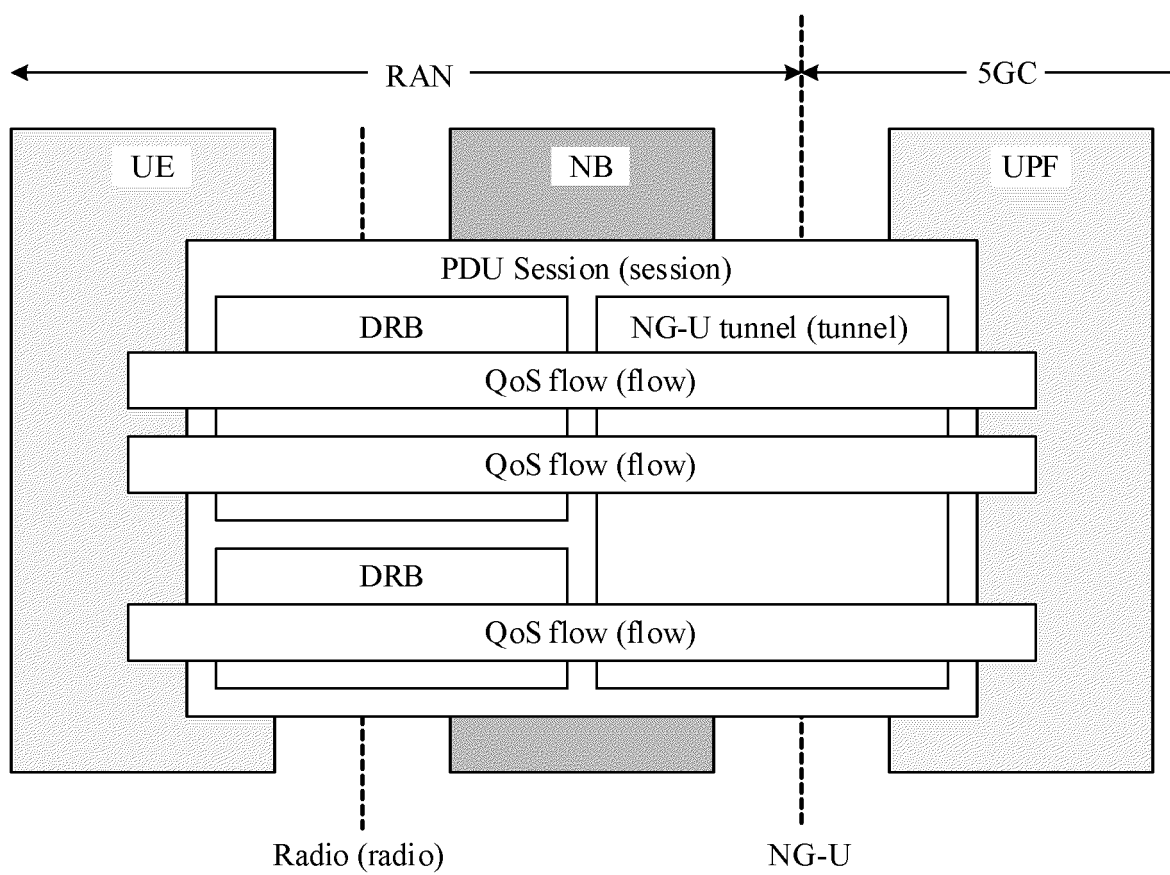 RAN
5GC
UE
NB
UPF
PDU Session (session)
DRB
NG-U tunnel (tunnel)
QoS flow (flow)
QoS flow (flow)
DRB
QoS flow (flow)
Radio (radio)
NG-U